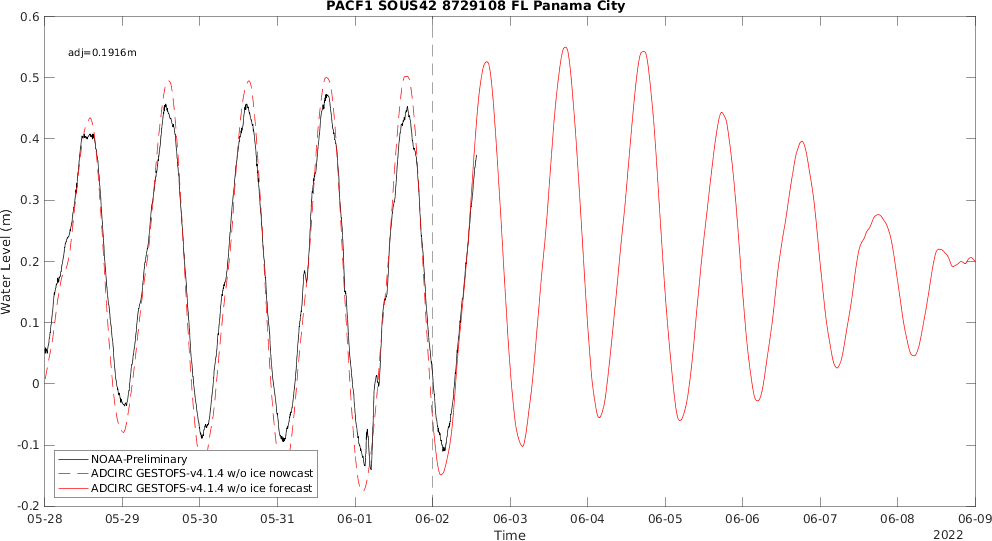 PACF1 SOUS42 8729108 FL Panama City
adj=0.1916m
Water Level (m)
0.6
0.5
0.4
0.3
0.2
0.1
0
-0.1
-0.2
NOAA-Preliminary
ADCIRC GESTOFS-v4.1.4 w/o ice nowcast
ADCIRC GESTOFS-v4.1.4 w/o ice forecast
05-28 05-29 05-30 05-31 06-01 06-02 06-03 06-04 06-05 06-06 06-07 06-08 06-09
Time
2022